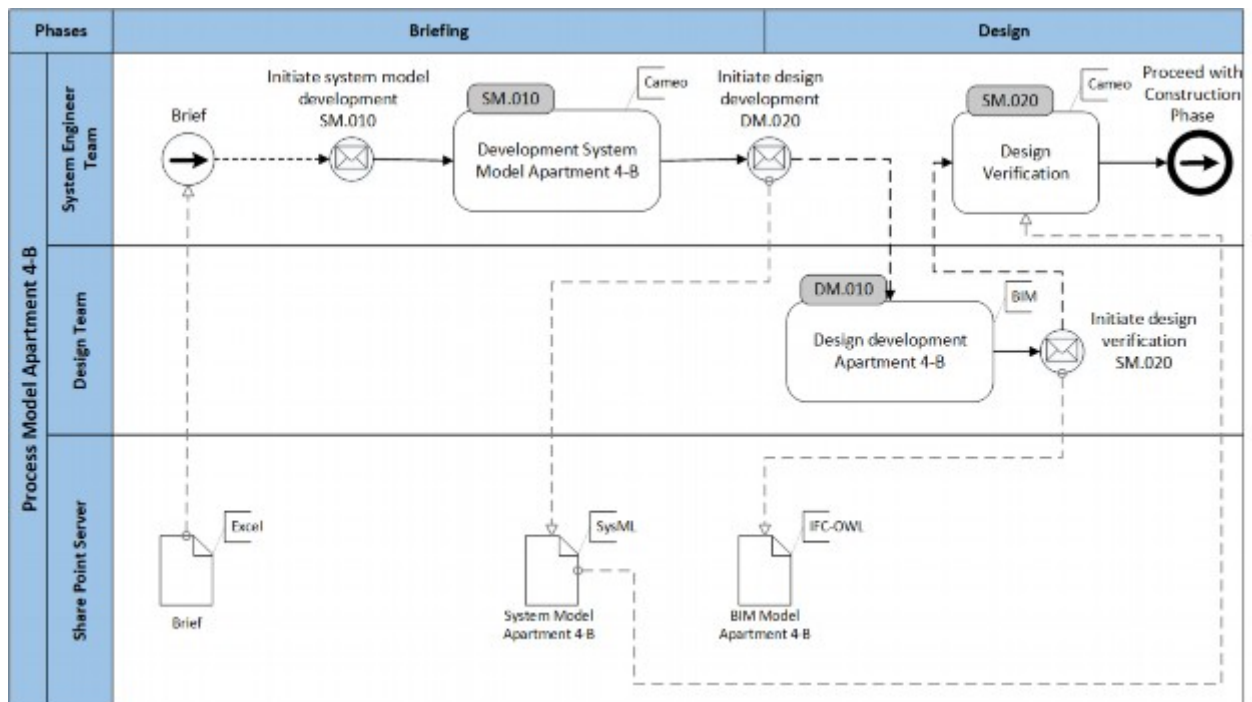 Phases
Briefing
Design
Process Model Apartment 4-B
System Engineer
Team
Brief
Initiate system model
development
SM.010
SM.010
Cameo
Development System
Model Apartment 4-B
Initiate design
development
DM.020
SM.020
Cameo
Design
Verification
Proceed with
Construction
Phase
Design Team
DM.010
BIM
Design development
Apartment 4-B
Initiate design
verification
SM.020
Share Point Server
Excel
Brief
SysML
System Model
Apartment 4-B
IFC-OWL
BIM Model
Apartment 4-B